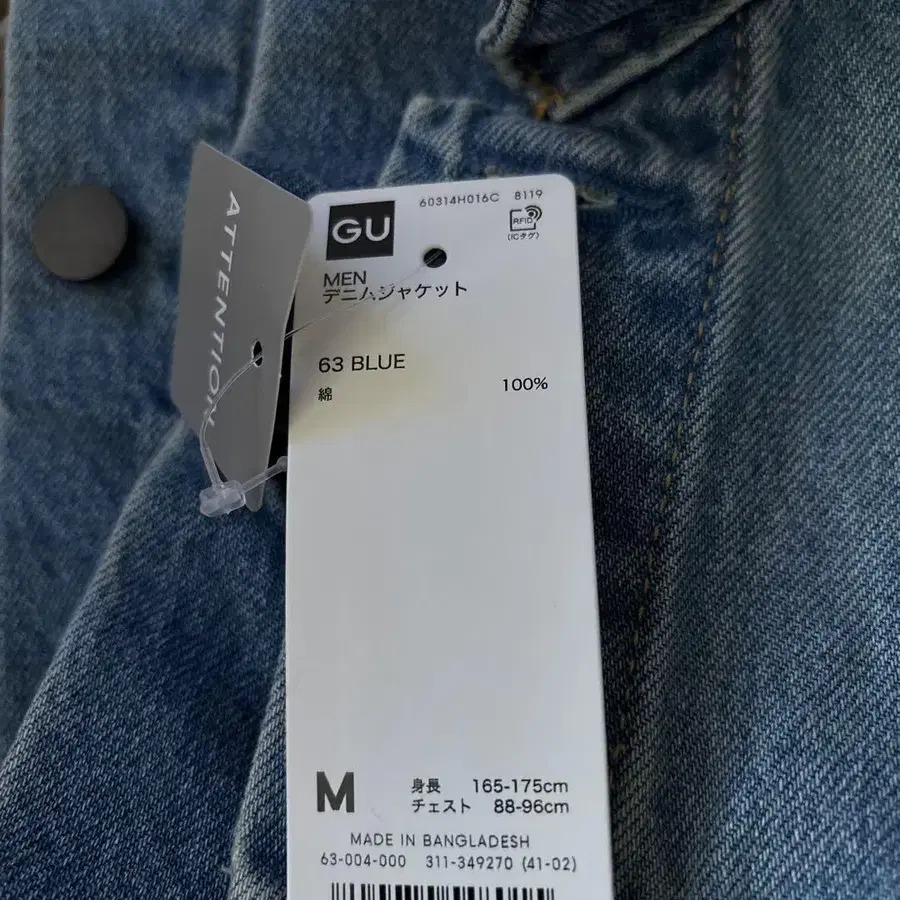 ATTENTION
GU
60314H016C 8119
RFID
(ICタグ)
MEN
デニムジャケット
63 BLUE
綿 100%
M
身長 165-175cm
チェスト 88-96cm
MADE IN BANGLADESH
63-004-000 311-349270 (41-02)